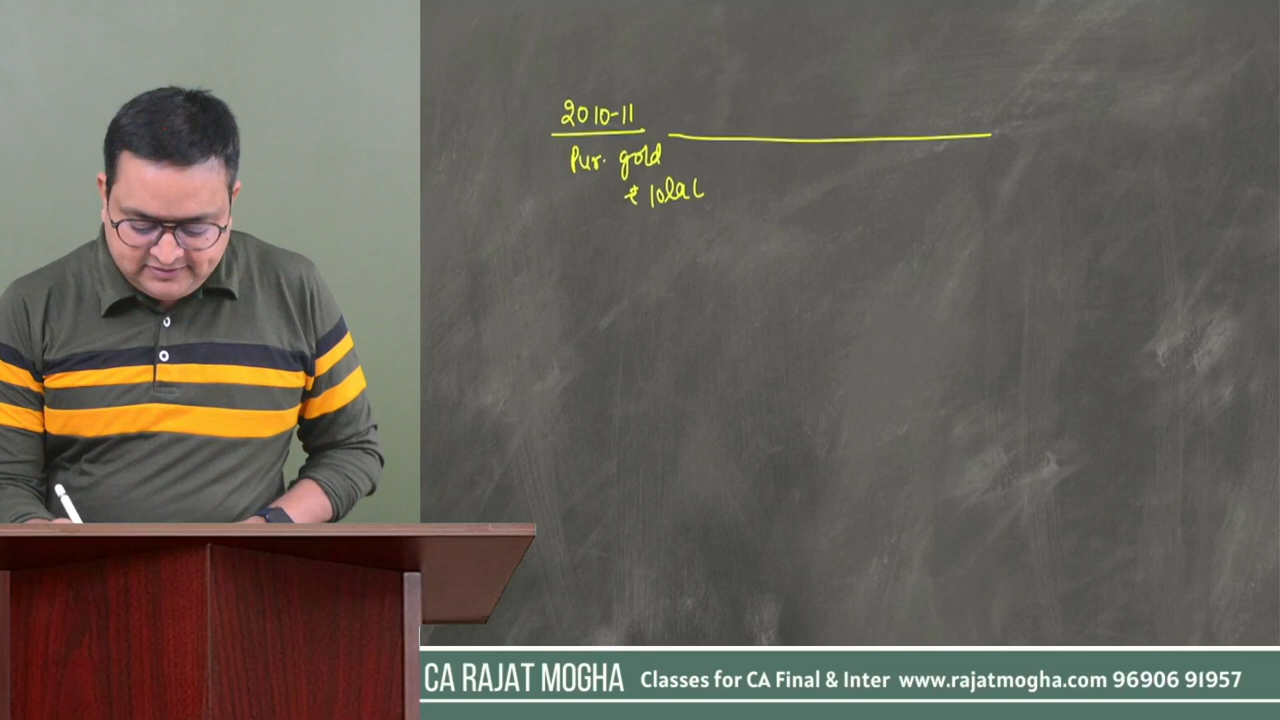 2010-11
Pur. gold
₹ 10lac
CA RAJAT MOGHA Classes for CA Final & Inter www.rajatmogha.com 96906 91957